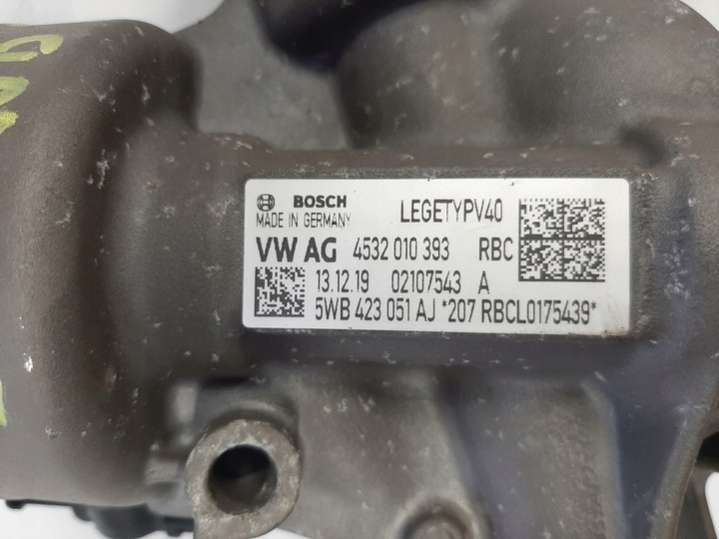 BOSCH LEGETYPV40
MADE IN GERMANY
VW AG 4532 010 393 RBC
13.12.19 02107543 A
5WB 423 051 AJ *207 RBCL0175439*